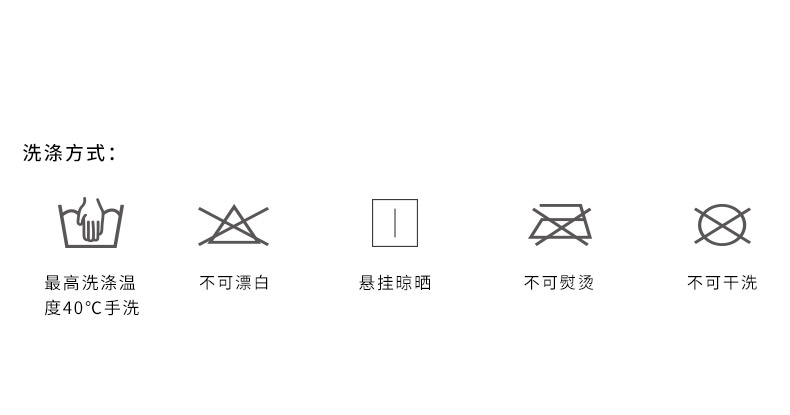 洗涤方式：
最高洗涤温
度40℃手洗
不可漂白
悬挂晾晒
不可熨烫
不可干洗